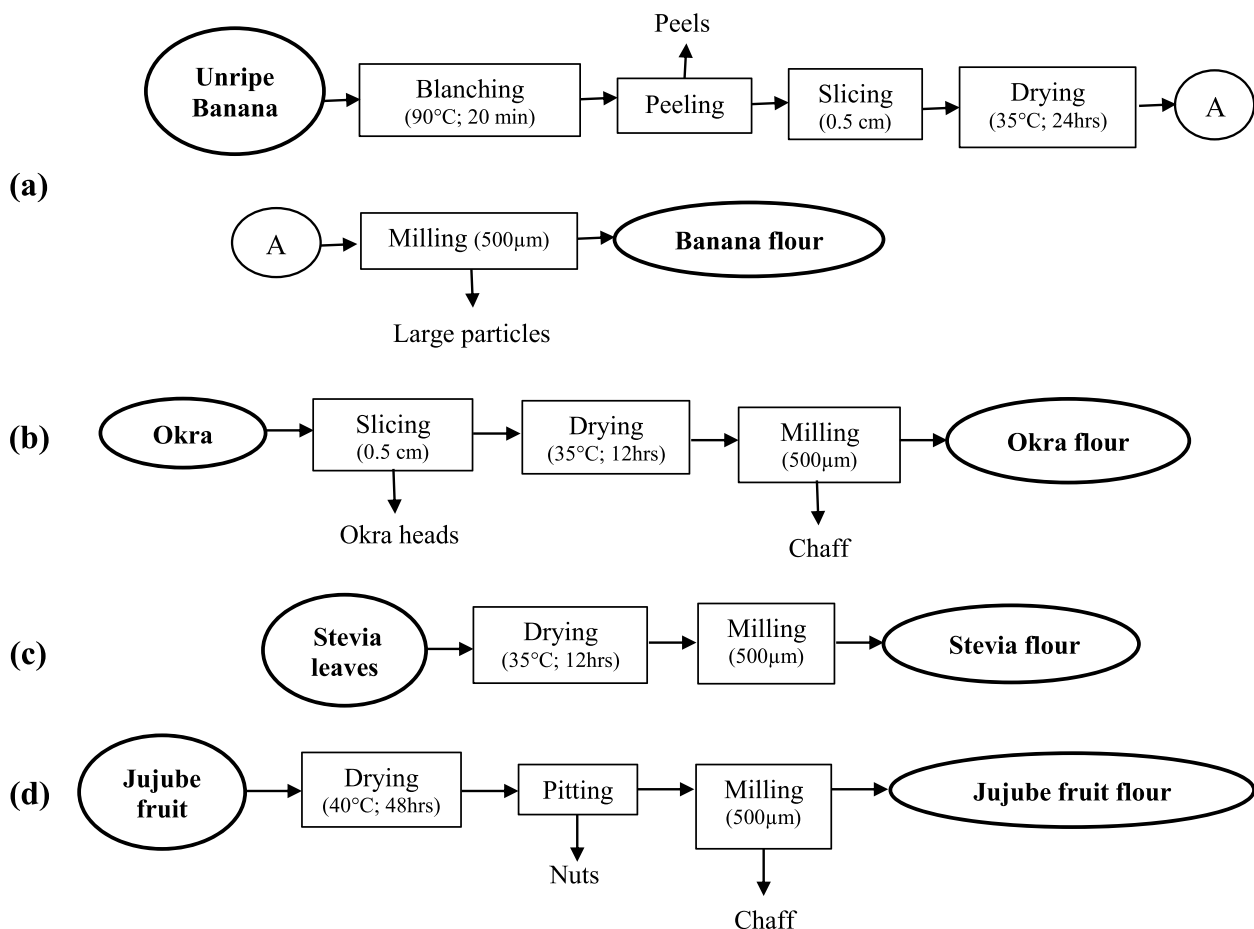 Peels
Unripe
Banana
Blanching
(90°C; 20 min)
Peeling
Slicing
(0.5 cm)
Drying
(35°C; 24hrs)
A
(a)
A
Milling (500µm)
Banana flour
Large particles
(b)
Okra
Slicing
(0.5 cm)
Drying
(35°C; 12hrs)
Milling
(500µm)
Okra flour
Okra heads
Chaff
(c)
Stevia
leaves
Drying
(35°C; 12hrs)
Milling
(500µm)
Stevia flour
(d)
Jujube
fruit
Drying
(40°C; 48hrs)
Pitting
Milling
(500µm)
Jujube fruit flour
Nuts
Chaff